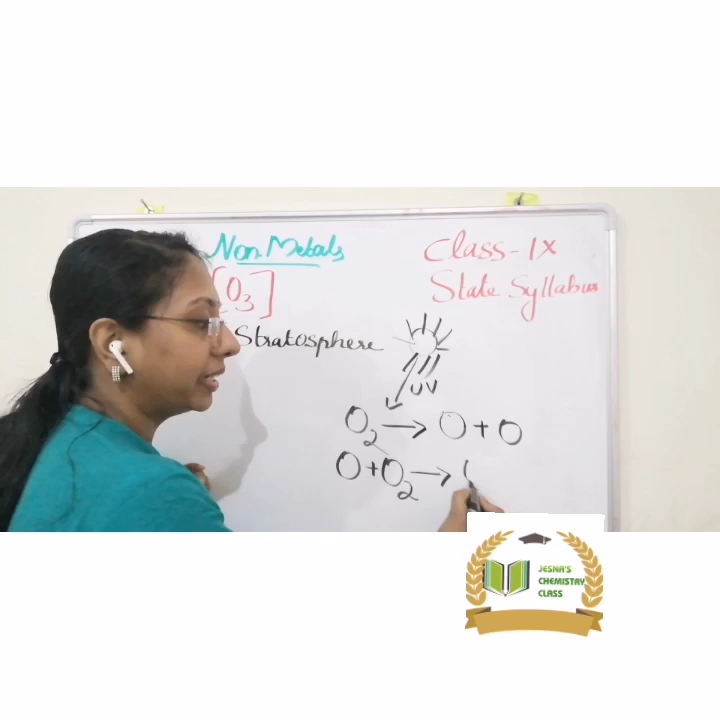 Non Metals
Class-IX
[O₃]
State Syllabus
Stratosphere
UV
O₂ → O + O
O + O₂ →
JESNA'S
CHEMISTRY
CLASS